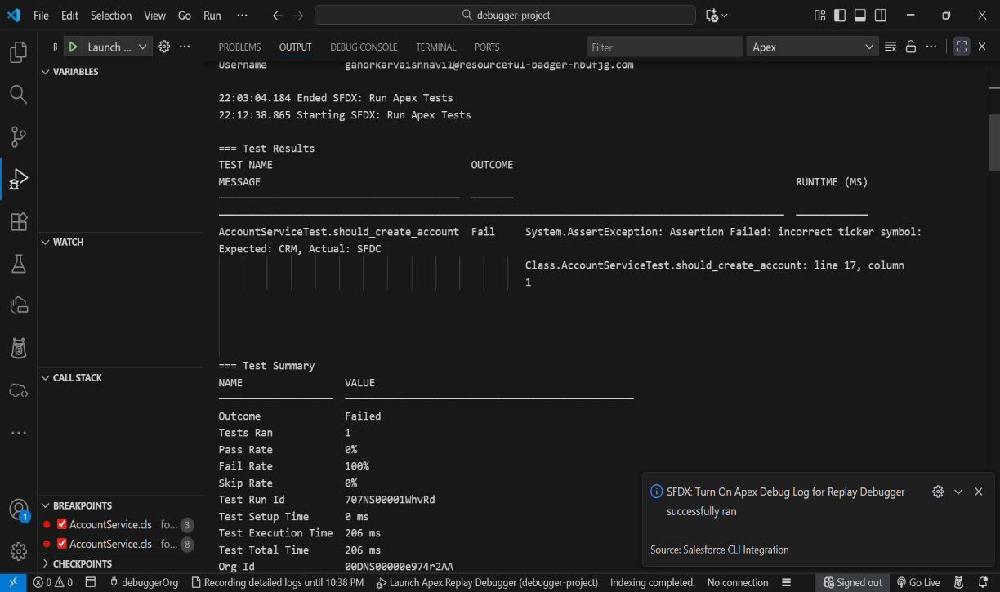 File Edit Selection View Go Run ··· debugger-project
R Launch ... PROBLEMS OUTPUT DEBUG CONSOLE TERMINAL PORTS Filter Apex
VARIABLES
WATCH
CALL STACK
BREAKPOINTS
AccountService.cls fo... 3
AccountService.cls fo... 8
CHECKPOINTS
1
Username ganorkarvaishnavi1@resourceful-badger-nbufjg.com
22:03:04.184 Ended SFDX: Run Apex Tests
22:12:38.865 Starting SFDX: Run Apex Tests
=== Test Results
TEST NAME OUTCOME
MESSAGE RUNTIME (MS)
AccountServiceTest.should_create_account Fail System.AssertException: Assertion Failed: incorrect ticker symbol:
Expected: CRM, Actual: SFDC
Class.AccountServiceTest.should_create_account: line 17, column
1
=== Test Summary
NAME VALUE
Outcome Failed
Tests Ran 1
Pass Rate 0%
Fail Rate 100%
Skip Rate 0%
Test Run Id 707NS00001WhvRd
Test Setup Time 0 ms
Test Execution Time 206 ms
Test Total Time 206 ms
Org Id 00DNS00000e974r2AA
SFDX: Turn On Apex Debug Log for Replay Debugger
successfully ran
Source: Salesforce CLI Integration
0 0 debuggerOrg Recording detailed logs until 10:38 PM Launch Apex Replay Debugger (debugger-project) Indexing completed. No connection Signed out Go Live